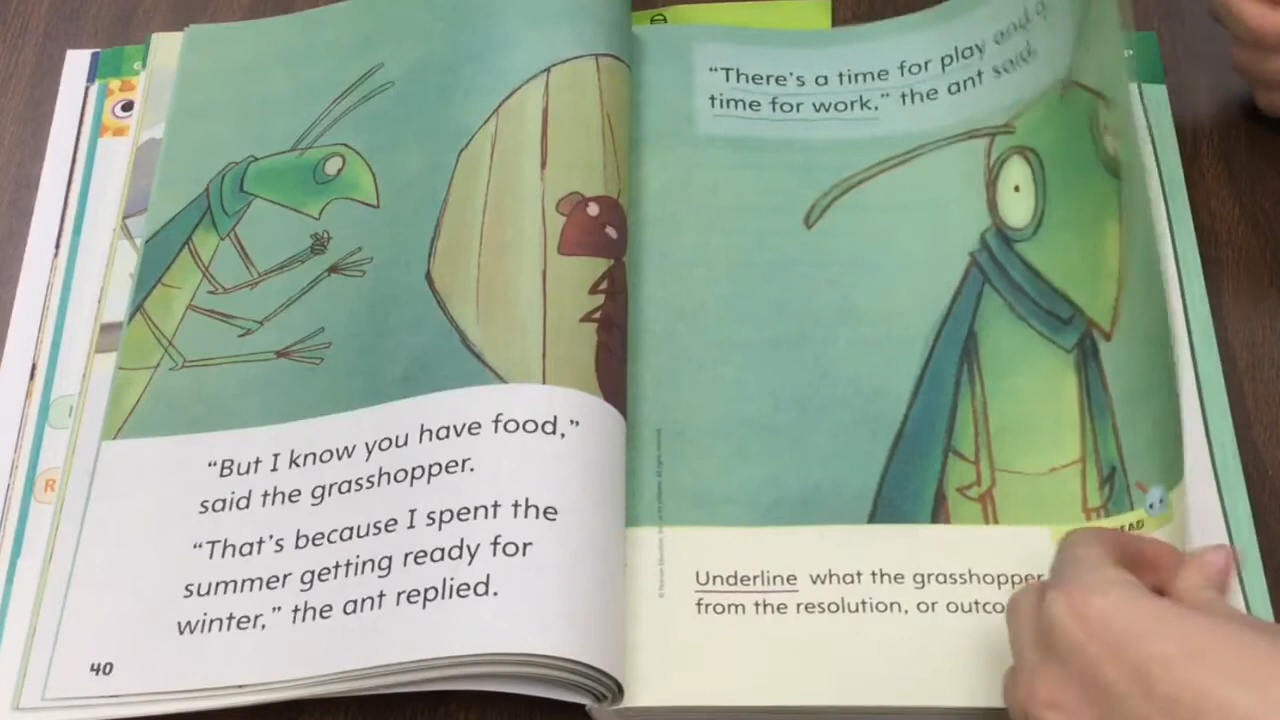 “But I know you have food,”
said the grasshopper.
“That’s because I spent the
summer getting ready for
winter,” the ant replied.
40
“There’s a time for play and a
time for work,” the ant said.
Underline what the grasshopper
from the resolution, or
R